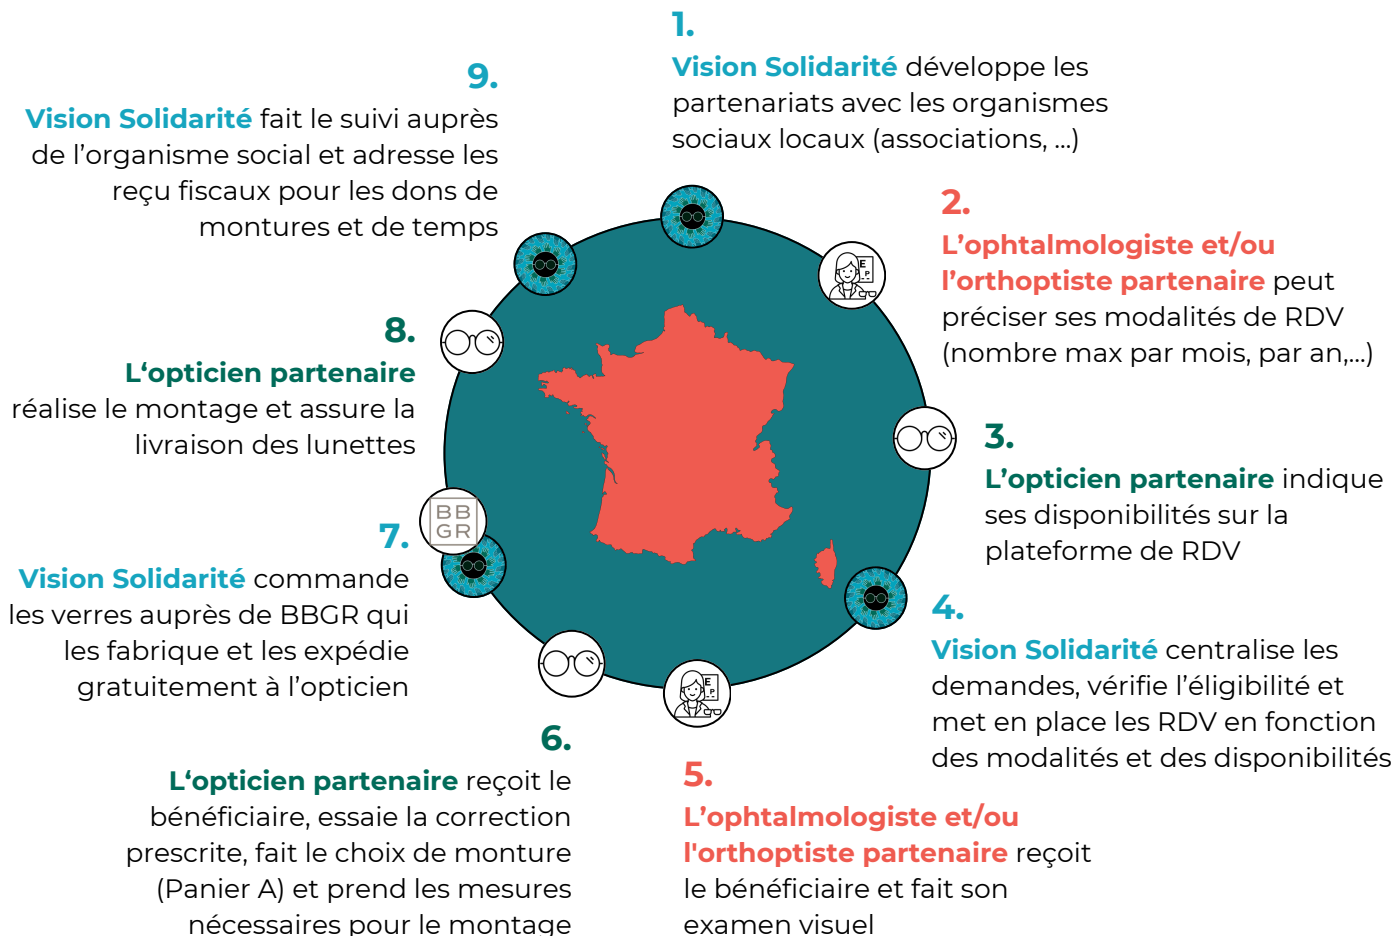 1.
Vision Solidarité développe les
partenariats avec les organismes
sociaux locaux (associations, ...)
2.
L’ophtalmologiste et/ou
l’orthoptiste partenaire peut
préciser ses modalités de RDV
(nombre max par mois, par an,...)
3.
L’opticien partenaire indique
ses disponibilités sur la
plateforme de RDV
4.
Vision Solidarité centralise les
demandes, vérifie l’éligibilité et
met en place les RDV en fonction
des modalités et des disponibilités
5.
L’ophtalmologiste et/ou
l'orthoptiste partenaire reçoit
le bénéficiaire et fait son
examen visuel
6.
L‘opticien partenaire reçoit le
bénéficiaire, essaie la correction
prescrite, fait le choix de monture
(Panier A) et prend les mesures
nécessaires pour le montage
7.
Vision Solidarité commande
les verres auprès de BBGR qui
les fabrique et les expédie
gratuitement à l’opticien
8.
L‘opticien partenaire
réalise le montage et assure la
livraison des lunettes
9.
Vision Solidarité fait le suivi auprès
de l’organisme social et adresse les
reçu fiscaux pour les dons de
montures et de temps
BB
GR
E
P
E
P